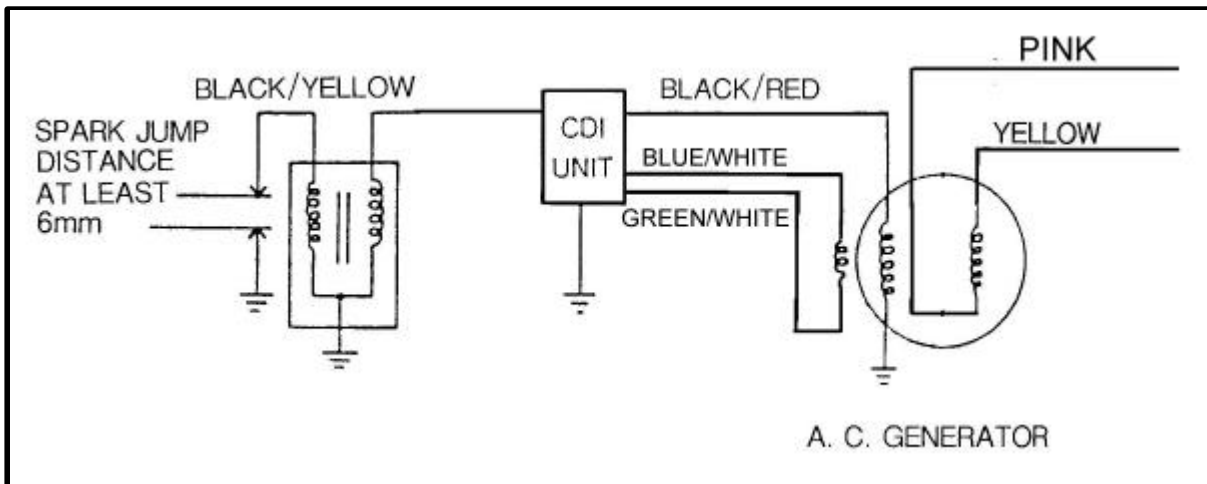 PINK
BLACK/YELLOW
BLACK/RED
SPARK JUMP
DISTANCE
AT LEAST
6mm
CDI
UNIT
YELLOW
BLUE/WHITE
GREEN/WHITE
A. C. GENERATOR